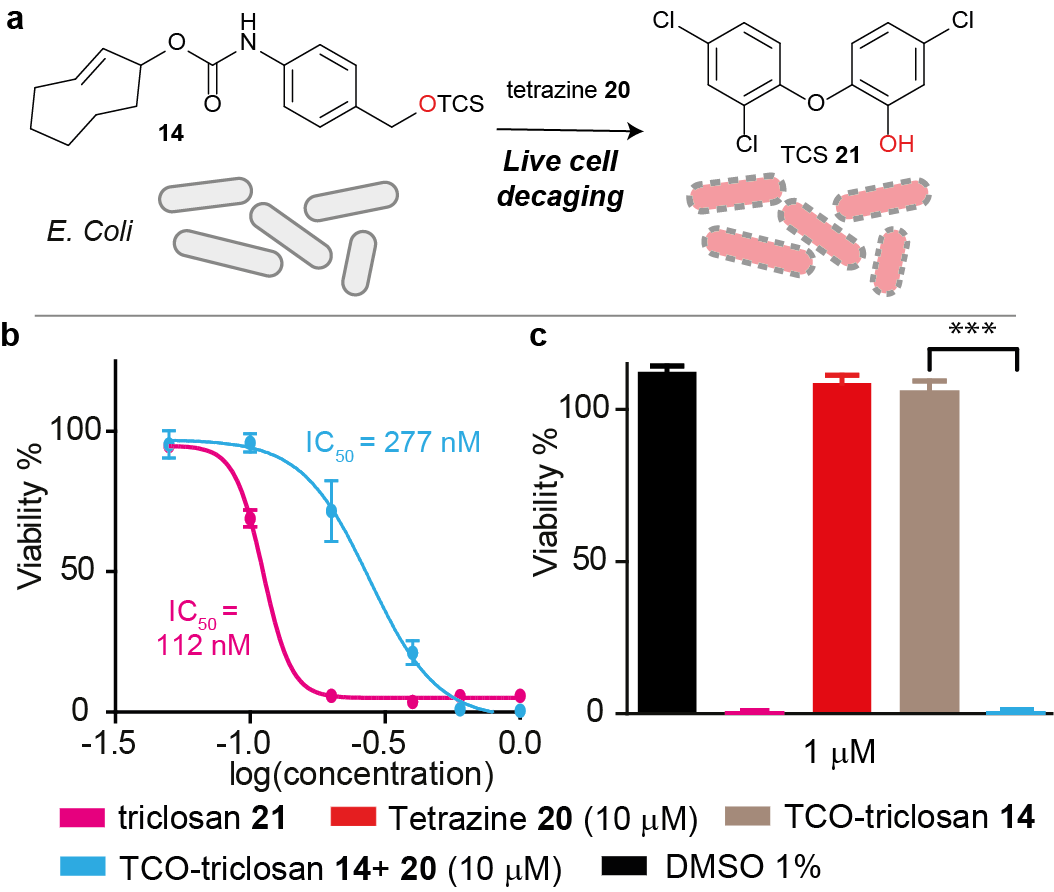 a
H
O N
O
OTCS
14
tetrazine 20
Live cell
decaging
Cl Cl
O
Cl OH
TCS 21
E. Coli
b
Viability %
100
50
0
-1.5 -1.0 -0.5 0.0
log(concentration)
IC50 = 277 nM
IC50 =
112 nM
c
***
Viability %
100
50
0
1 μM
triclosan 21 Tetrazine 20 (10 μM) TCO-triclosan 14
TCO-triclosan 14+ 20 (10 μM) DMSO 1%